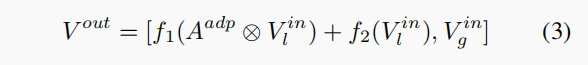 V^{out} = [f_1(A^{adp} ⊗ V_l^{in}) + f_2(V_l^{in}), V_g^{in}] (3)